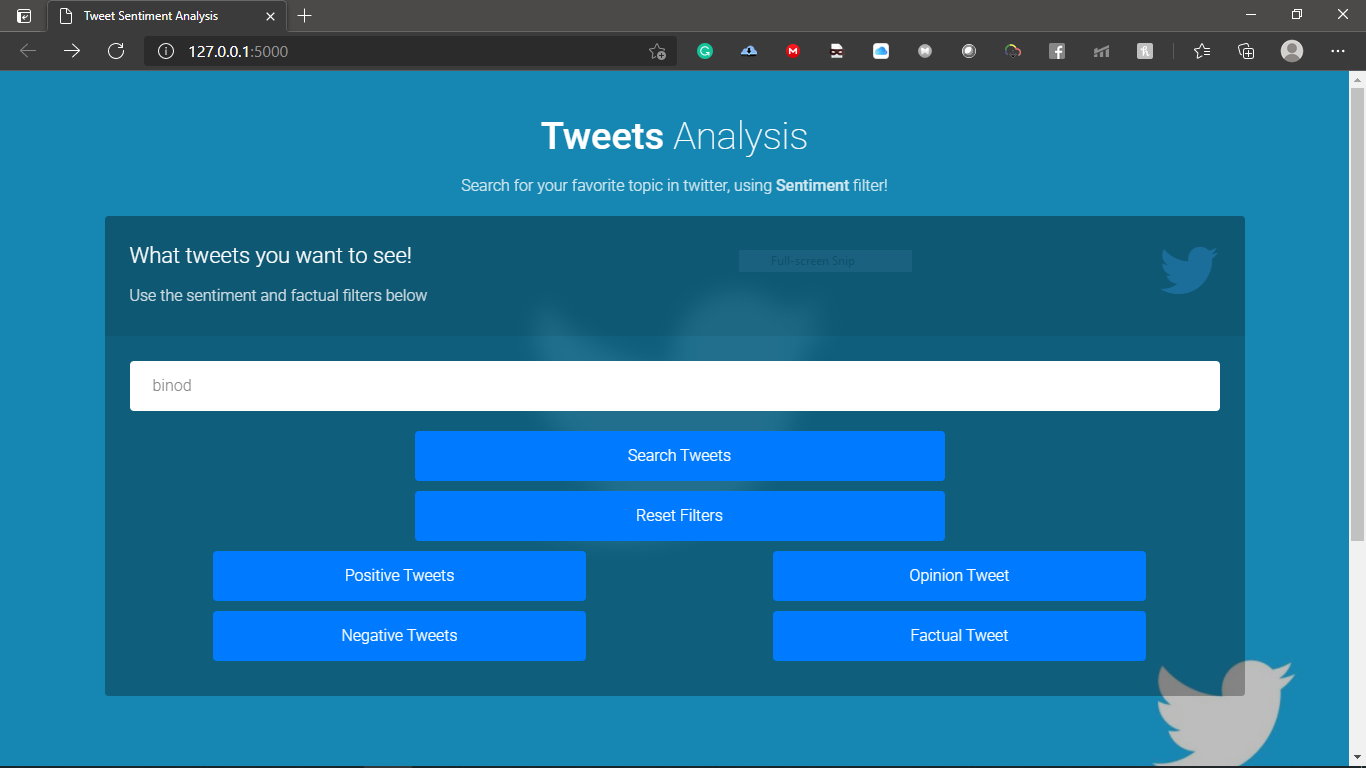 Tweet Sentiment Analysis
127.0.0.1:5000
Tweets Analysis
Search for your favorite topic in twitter, using Sentiment filter!
What tweets you want to see!
Full-screen Snip
Use the sentiment and factual filters below
binod
Search Tweets
Reset Filters
Positive Tweets
Opinion Tweet
Negative Tweets
Factual Tweet